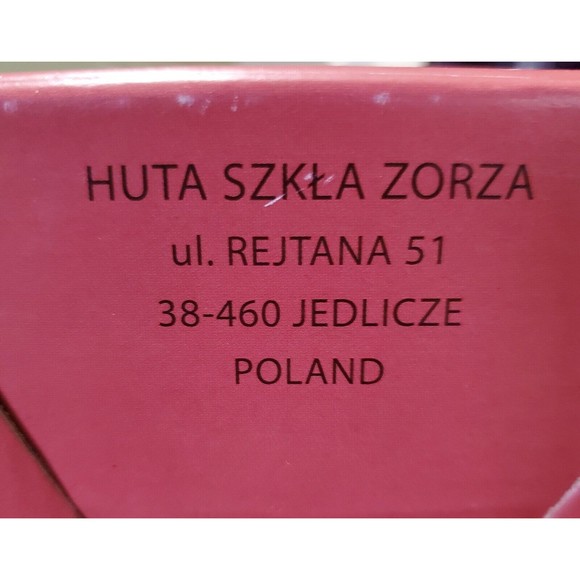 HUTA SZKŁA ZORZA
ul. REJTANA 51
38-460 JEDLICZE
POLAND